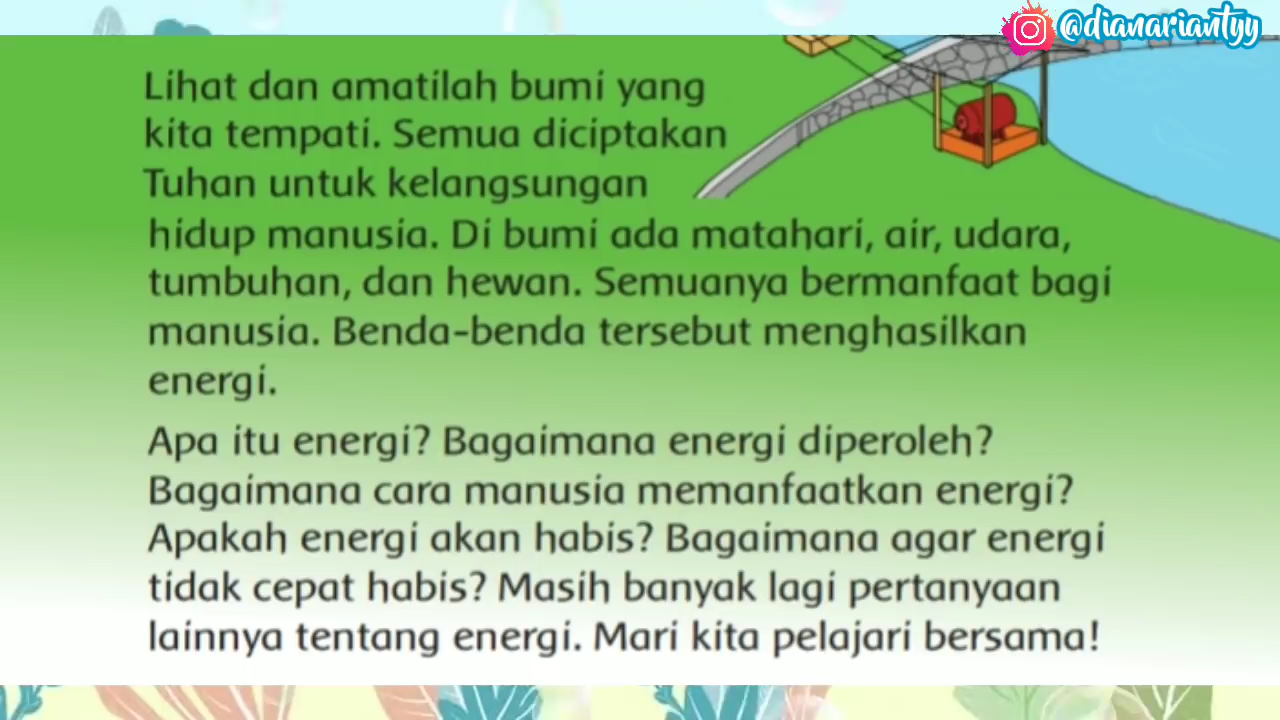 @dianariantyy
Lihat dan amatilah bumi yang
kita tempati. Semua diciptakan
Tuhan untuk kelangsungan
hidup manusia. Di bumi ada matahari, air, udara,
tumbuhan, dan hewan. Semuanya bermanfaat bagi
manusia. Benda-benda tersebut menghasilkan
energi.
Apa itu energi? Bagaimana energi diperoleh?
Bagaimana cara manusia memanfaatkan energi?
Apakah energi akan habis? Bagaimana agar energi
tidak cepat habis? Masih banyak lagi pertanyaan
lainnya tentang energi. Mari kita pelajari bersama!